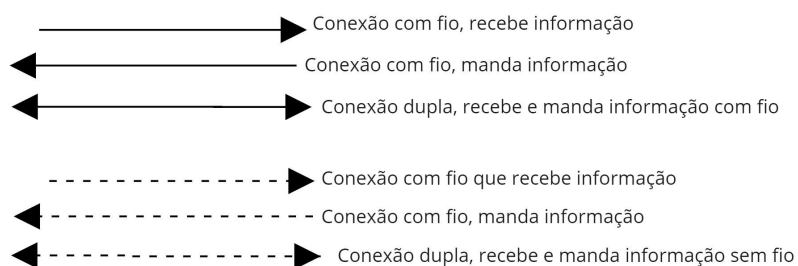 Conexão com fio, recebe informação
Conexão com fio, manda informação
Conexão dupla, recebe e manda informação com fio
Conexão com fio que recebe informação
Conexão com fio, manda informação
Conexão dupla, recebe e manda informação sem fio